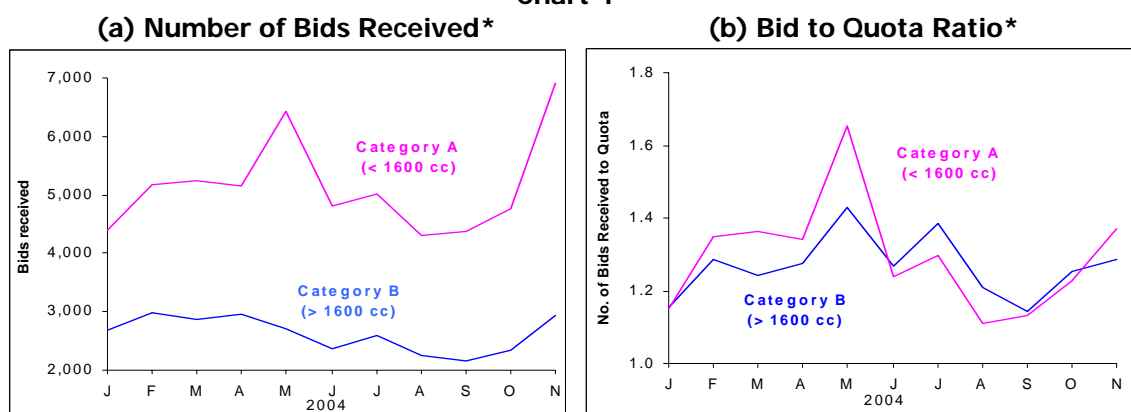 (a) Number of Bids Received*
(b) Bid to Quota Ratio*
7,000
6,000
5,000
4,000
3,000
2,000
Bids received
Category A
(< 1600 cc)
Category B
(> 1600 cc)
J F M A M J J A S O N
2004
1.8
1.6
1.4
1.2
1.0
No. of Bids Received to Quota
Category A
(< 1600 cc)
Category B
(> 1600 cc)
J F M A M J J A S O N
2004